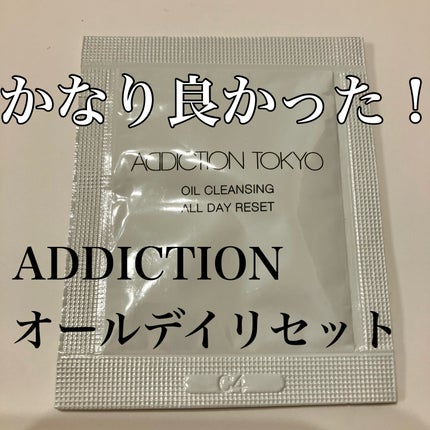 かなり良かった！
ADDICTION TOKYO
OIL CLEANSING
ALL DAY RESET
ADDICTION
オールデイリセット
C4